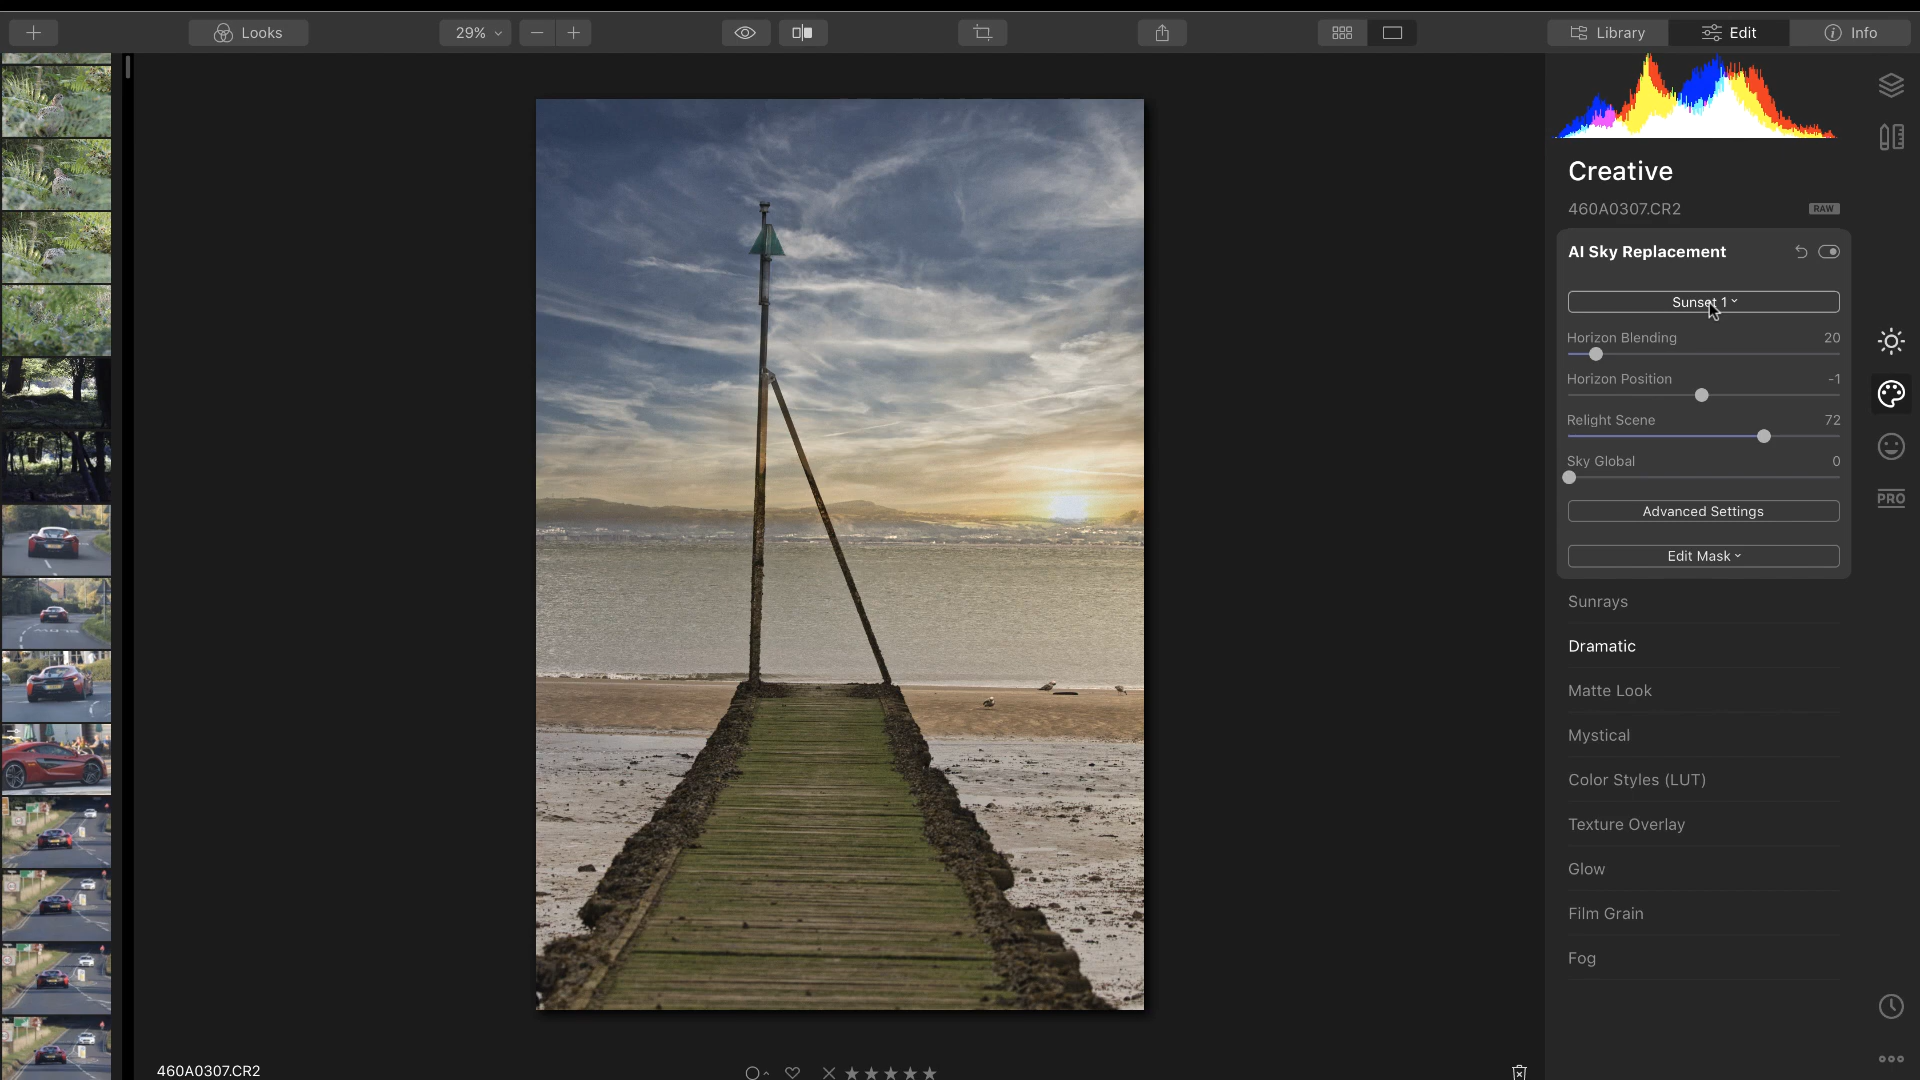 Looks
29%
Library
Edit
Info
Creative
460A0307.CR2
RAW
AI Sky Replacement
Sunset 1
Horizon Blending 20
Horizon Position -1
Relight Scene 72
Sky Global 0
Advanced Settings
Edit Mask
PRO
Sunrays
Dramatic
Matte Look
Mystical
Color Styles (LUT)
Texture Overlay
Glow
Film Grain
Fog
460A0307.CR2